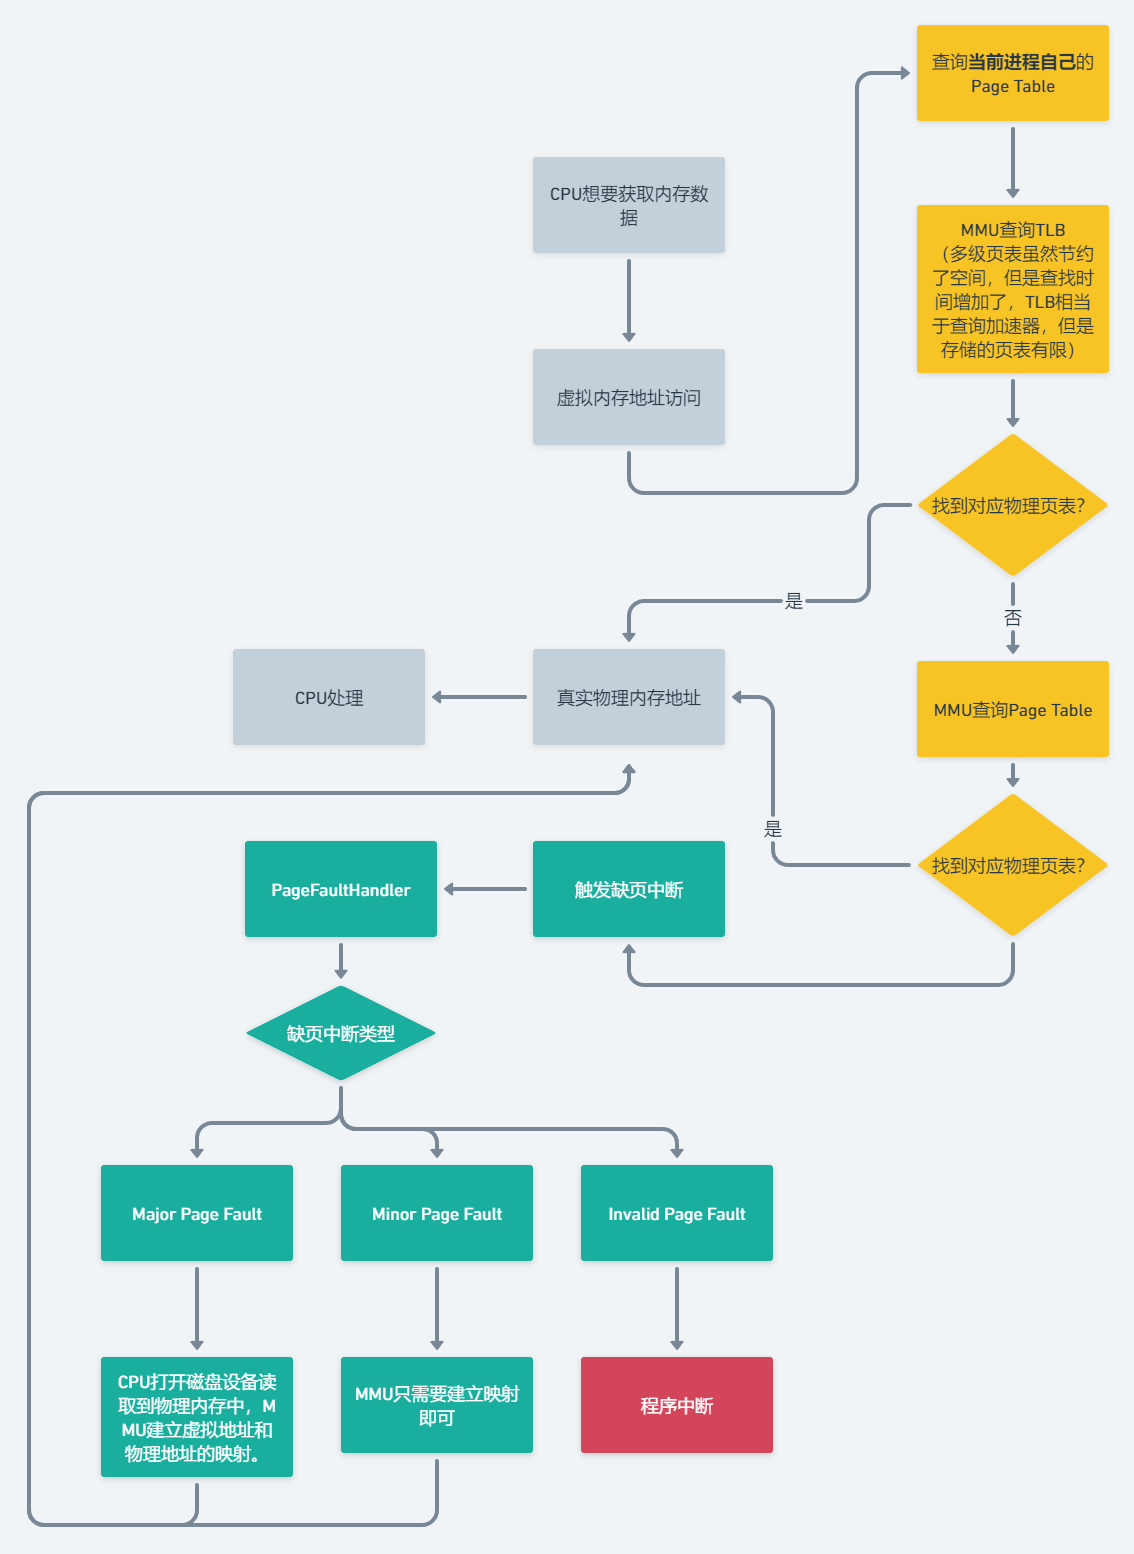 查询当前进程自己的
Page Table
CPU想要获取内存数
据
MMU查询TLB
（多级页表虽然节约
了空间，但是查找时
间增加了，TLB相当
于查询加速器，但是
存储的页表有限）
虚拟内存地址访问
找到对应物理页表？
是
否
CPU处理
真实物理内存地址
MMU查询Page Table
是
找到对应物理页表？
PageFaultHandler
触发缺页中断
缺页中断类型
Major Page Fault
Minor Page Fault
Invalid Page Fault
CPU打开磁盘设备读
取到物理内存中，M
MU建立虚拟地址和
物理地址的映射。
MMU只需要建立映射
即可
程序中断